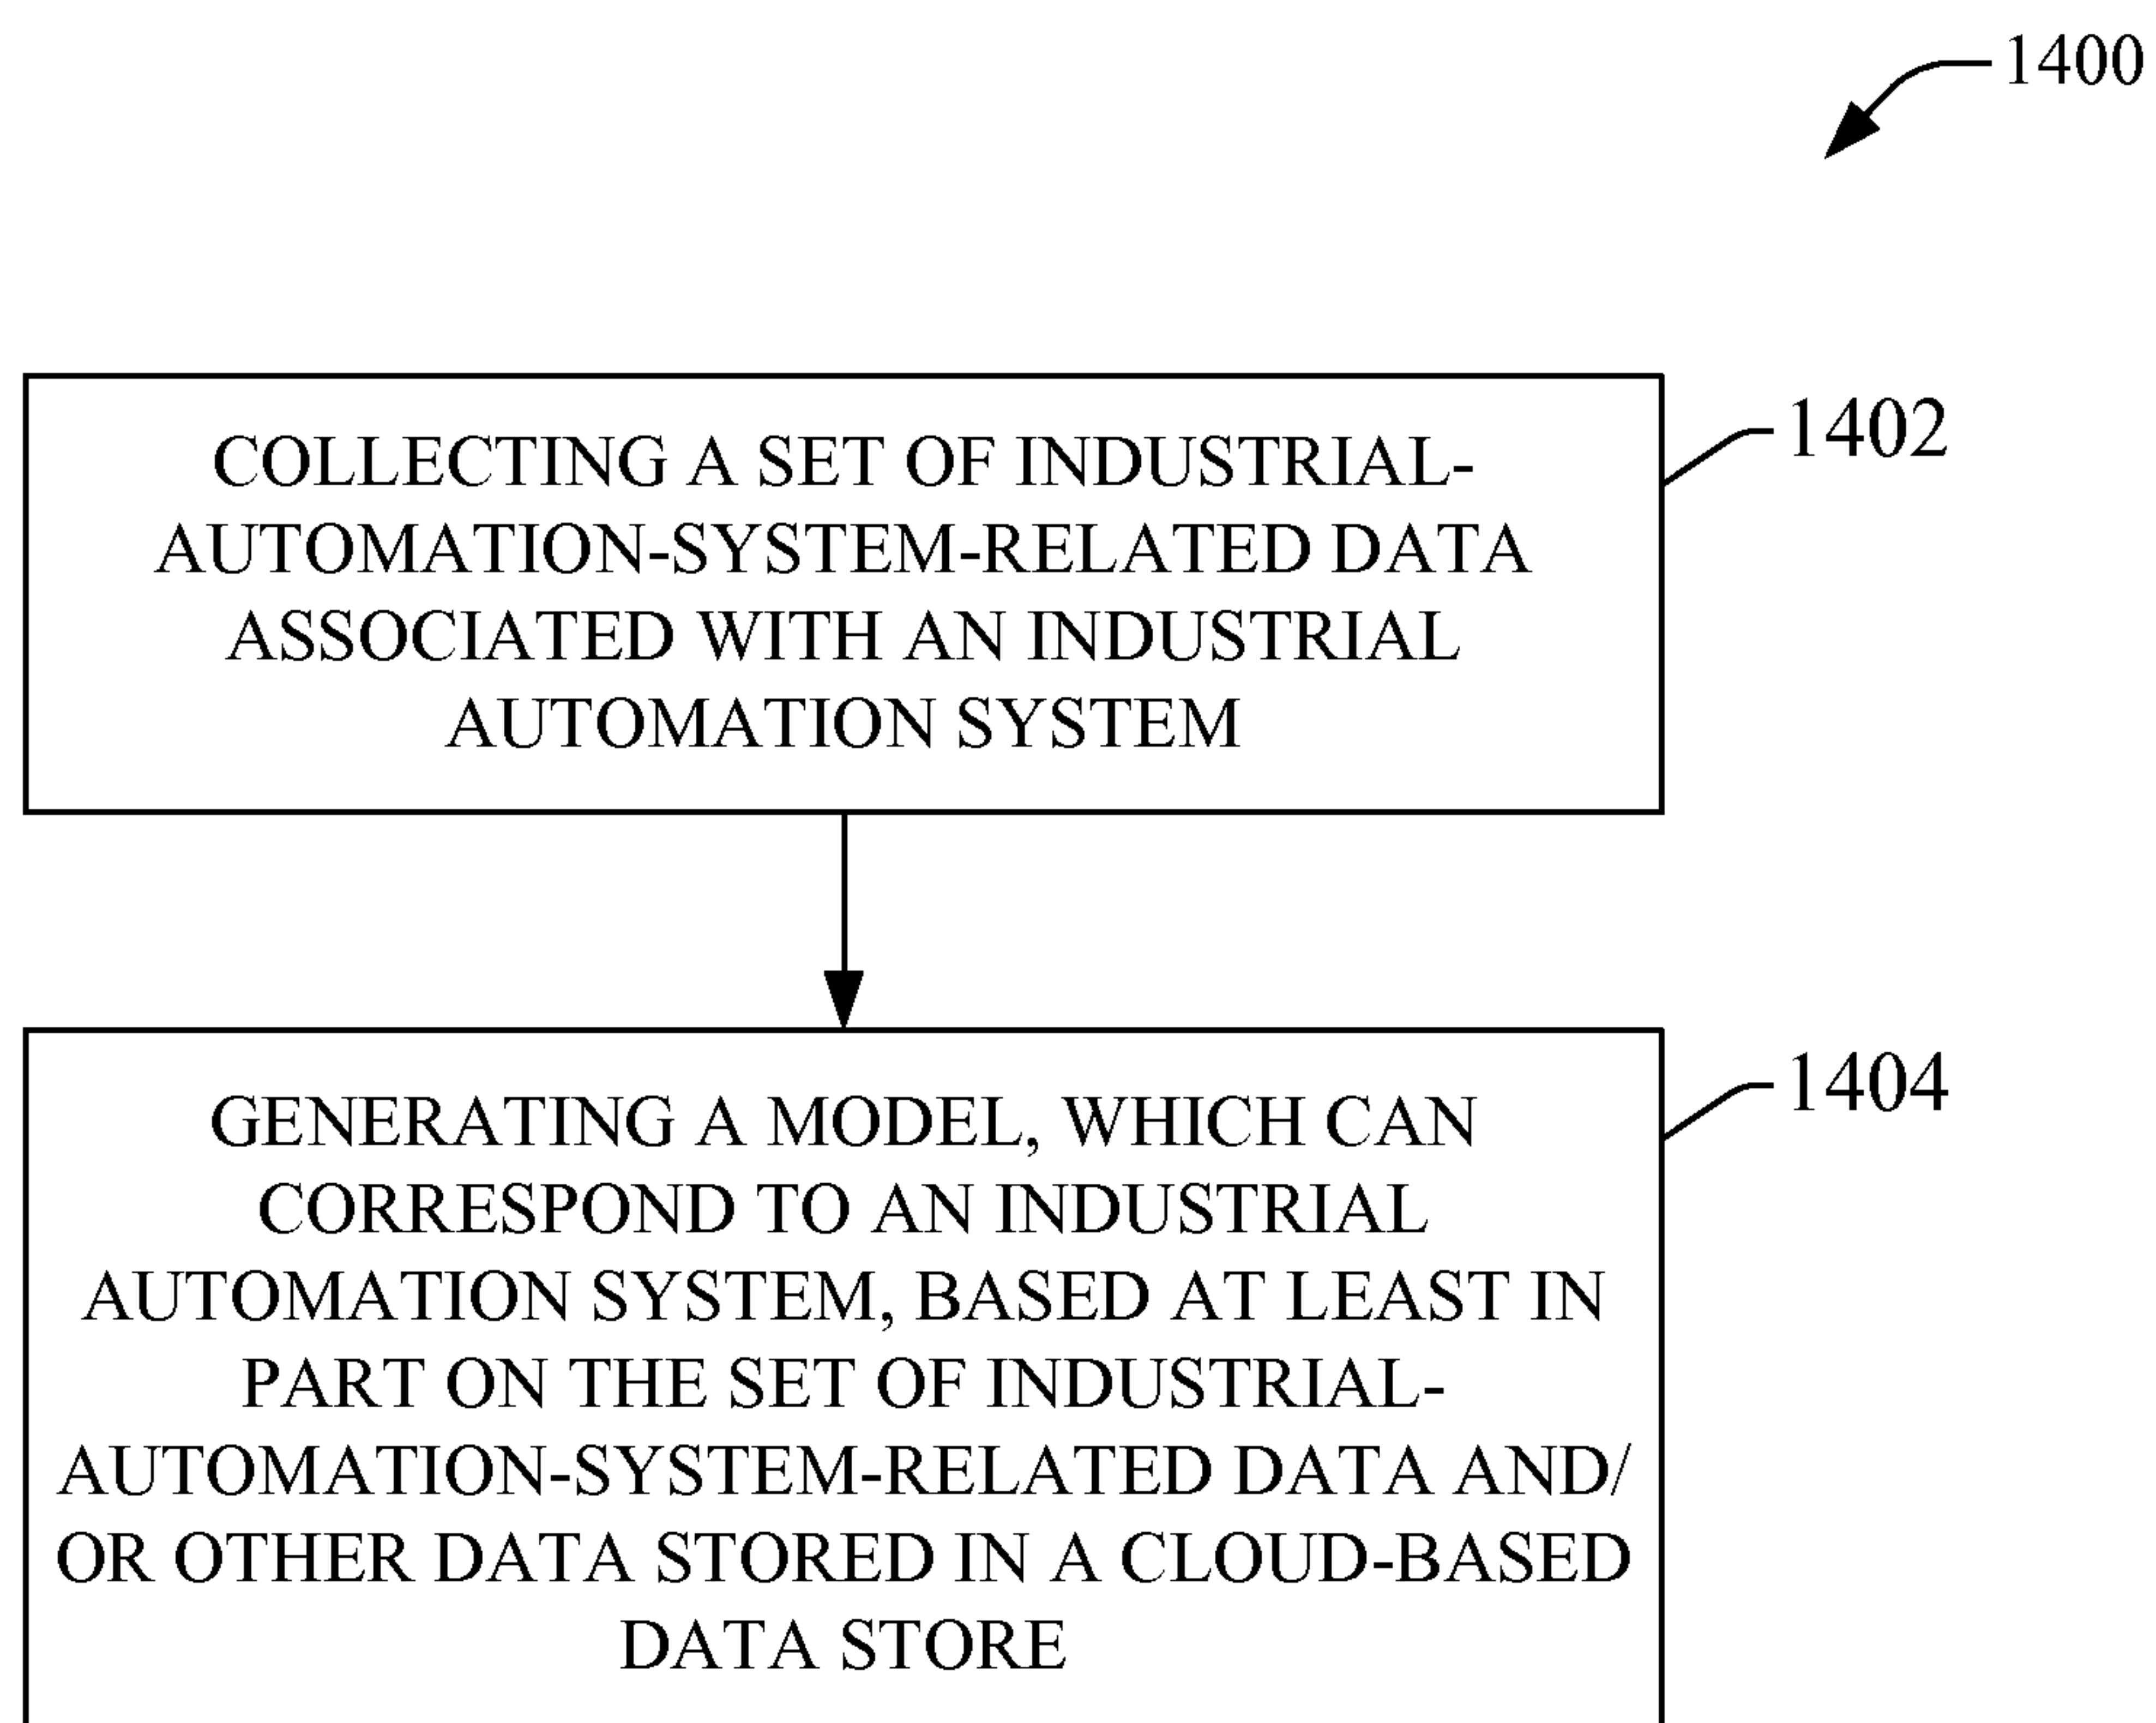 1400
COLLECTING A SET OF INDUSTRIAL-
1402
AUTOMATION-SYSTEM-RELATED DATA
ASSOCIATED WITH AN INDUSTRIAL
AUTOMATION SYSTEM
GENERATING A MODEL, WHICH CAN
1404
CORRESPOND TO AN INDUSTRIAL
AUTOMATION SYSTEM, BASED AT LEAST IN
PART ON THE SET OF INDUSTRIAL-
AUTOMATION-SYSTEM-RELATED DATA AND/
OR OTHER DATA STORED IN A CLOUD-BASED
DATA STORE